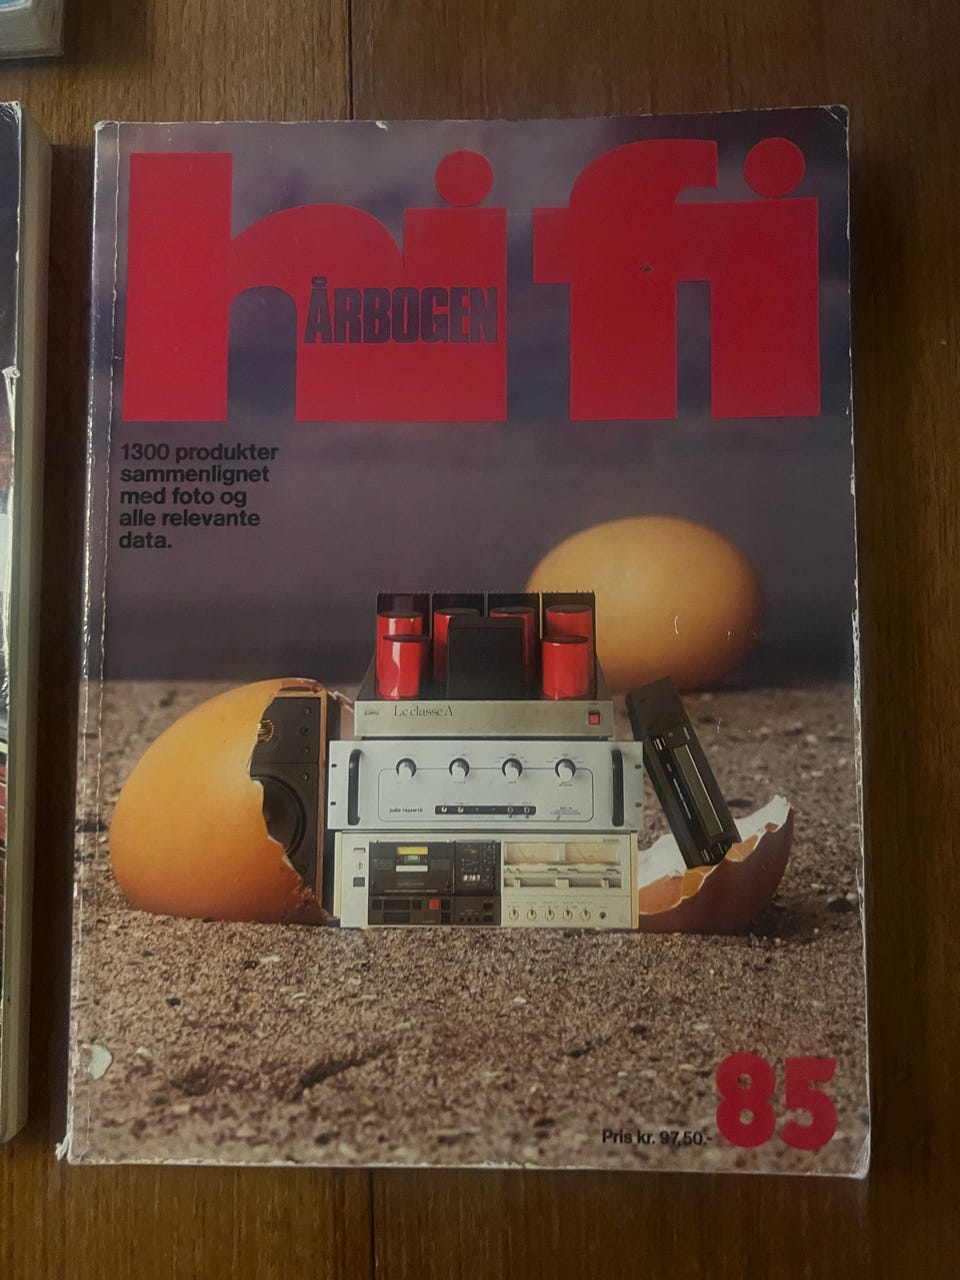 hifi
ÅRBOGEN
1300 produkter
sammenlignet
med foto og
alle relevante
data.
Le classe A
audio research
85
Pris kr. 97,50.-